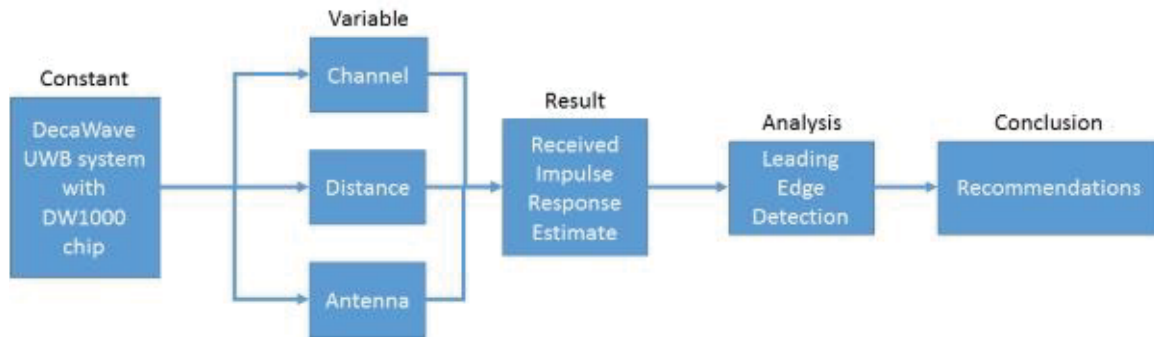 Constant
DecaWave
UWB system
with
DW1000
chip
Variable
Channel
Distance
Antenna
Result
Received
Impulse
Response
Estimate
Analysis
Leading
Edge
Detection
Conclusion
Recommendations